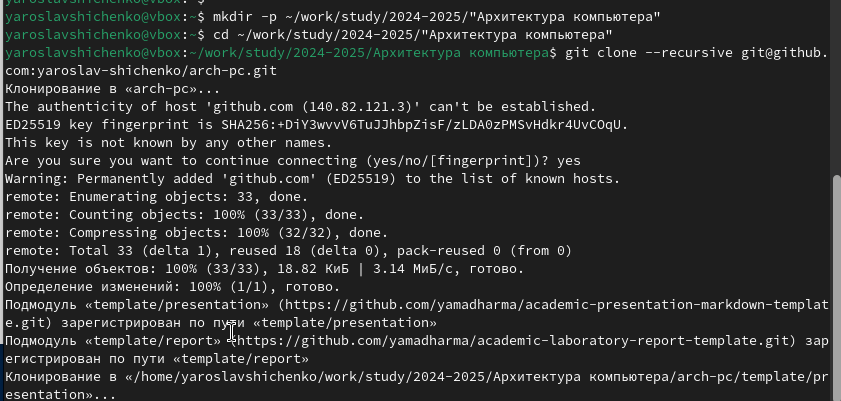 yaroslavshichenko@vbox:~$ mkdir -p ~/work/study/2024-2025/"Архитектура компьютера"
yaroslavshichenko@vbox:~$ cd ~/work/study/2024-2025/"Архитектура компьютера"
yaroslavshichenko@vbox:~/work/study/2024-2025/Архитектура компьютера$ git clone --recursive git@github.
com:yaroslav-shichenko/arch-pc.git
Клонирование в «arch-pc»...
The authenticity of host 'github.com (140.82.121.3)' can't be established.
ED25519 key fingerprint is SHA256:+DiY3wvvV6TuJJhbpZisF/zLDA0zPMSvHdkr4UvCOqU.
This key is not known by any other names.
Are you sure you want to continue connecting (yes/no/[fingerprint])? yes
Warning: Permanently added 'github.com' (ED25519) to the list of known hosts.
remote: Enumerating objects: 33, done.
remote: Counting objects: 100% (33/33), done.
remote: Compressing objects: 100% (32/32), done.
remote: Total 33 (delta 1), reused 18 (delta 0), pack-reused 0 (from 0)
Получение объектов: 100% (33/33), 18.82 КиБ | 3.14 МиБ/с, готово.
Определение изменений: 100% (1/1), готово.
Подмодуль «template/presentation» (https://github.com/yamadharma/academic-presentation-markdown-templat
e.git) зарегистрирован по пути «template/presentation»
Подмодуль «template/report» (https://github.com/yamadharma/academic-laboratory-report-template.git) зар
егистрирован по пути «template/report»
Клонирование в «/home/yaroslavshichenko/work/study/2024-2025/Архитектура компьютера/arch-pc/template/pr
esentation»...